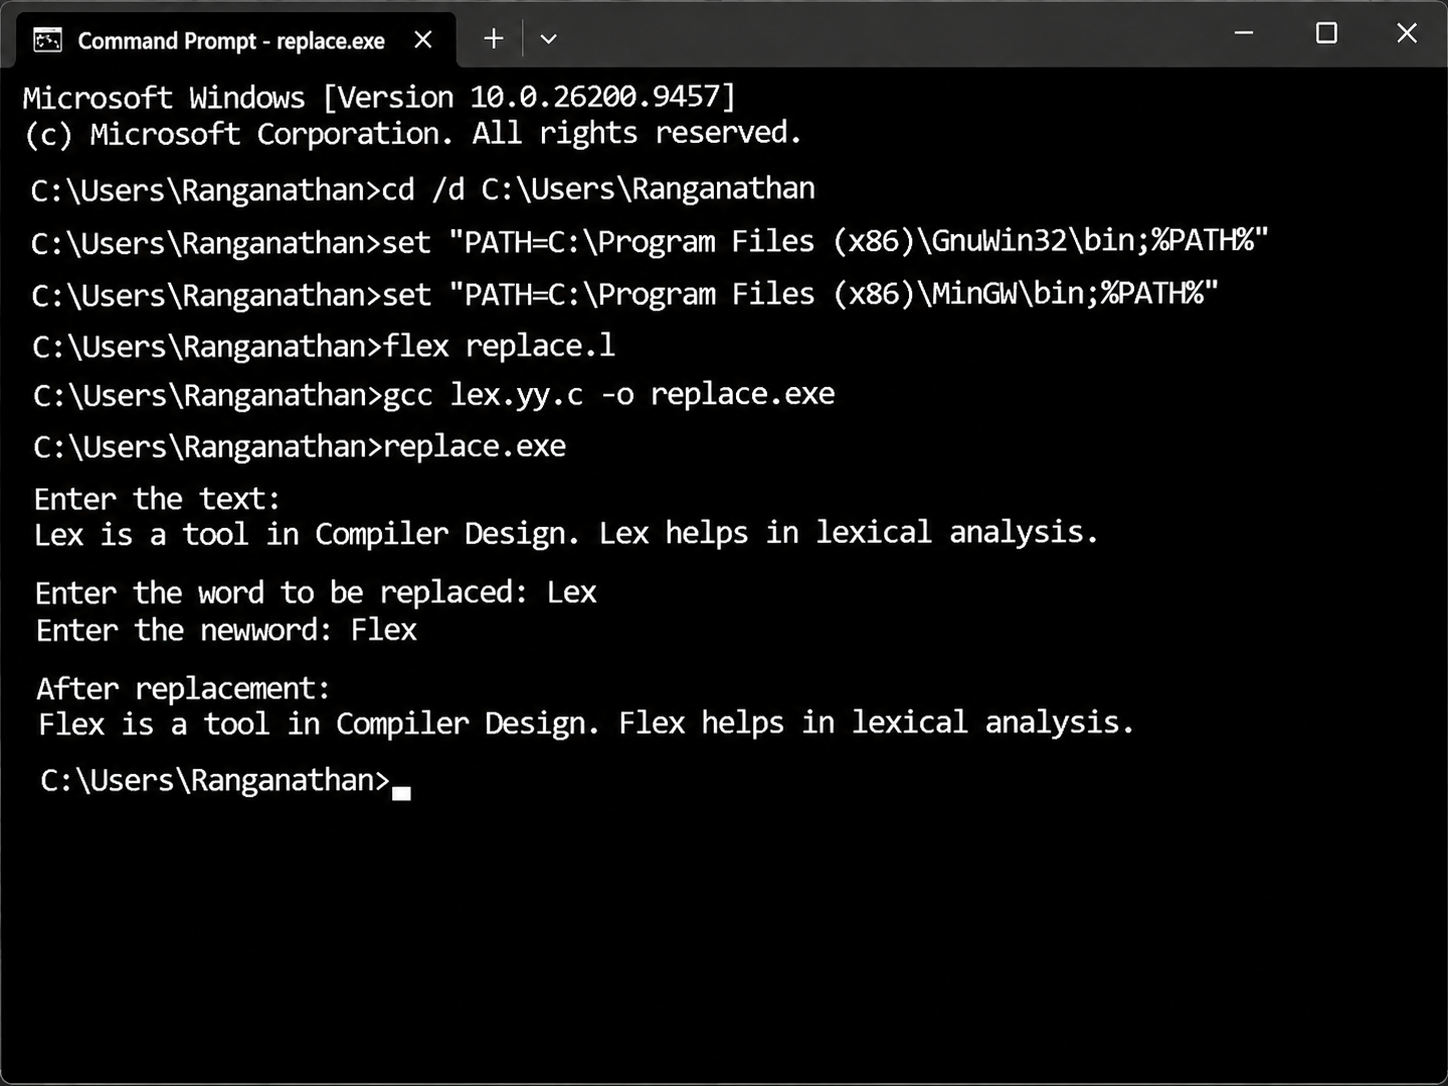 Command Prompt - replace.exe
Microsoft Windows [Version 10.0.26200.9457]
(c) Microsoft Corporation. All rights reserved.
C:\Users\Ranganathan>cd /d C:\Users\Ranganathan
C:\Users\Ranganathan>set "PATH=C:\Program Files (x86)\GnuWin32\bin;%PATH%"
C:\Users\Ranganathan>set "PATH=C:\Program Files (x86)\MinGW\bin;%PATH%"
C:\Users\Ranganathan>flex replace.l
C:\Users\Ranganathan>gcc lex.yy.c -o replace.exe
C:\Users\Ranganathan>replace.exe
Enter the text:
Lex is a tool in Compiler Design. Lex helps in lexical analysis.
Enter the word to be replaced: Lex
Enter the newword: Flex
After replacement:
Flex is a tool in Compiler Design. Flex helps in lexical analysis.
C:\Users\Ranganathan>